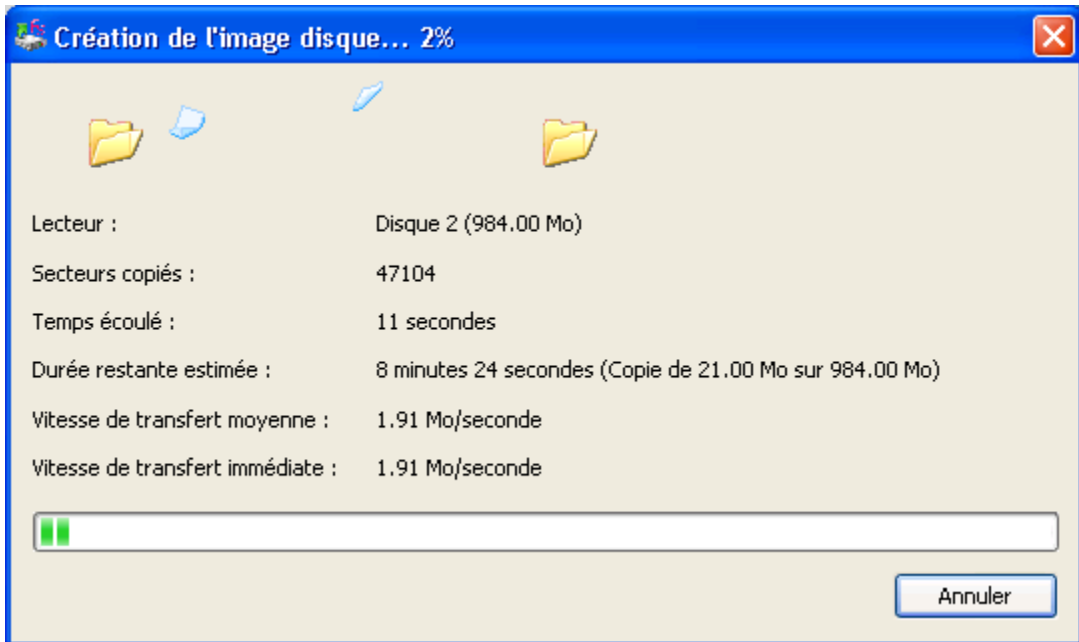 Création de l'image disque... 2%
Lecteur : Disque 2 (984.00 Mo)
Secteurs copiés : 47104
Temps écoulé : 11 secondes
Durée restante estimée : 8 minutes 24 secondes (Copie de 21.00 Mo sur 984.00 Mo)
Vitesse de transfert moyenne : 1.91 Mo/seconde
Vitesse de transfert immédiate : 1.91 Mo/seconde
Annuler